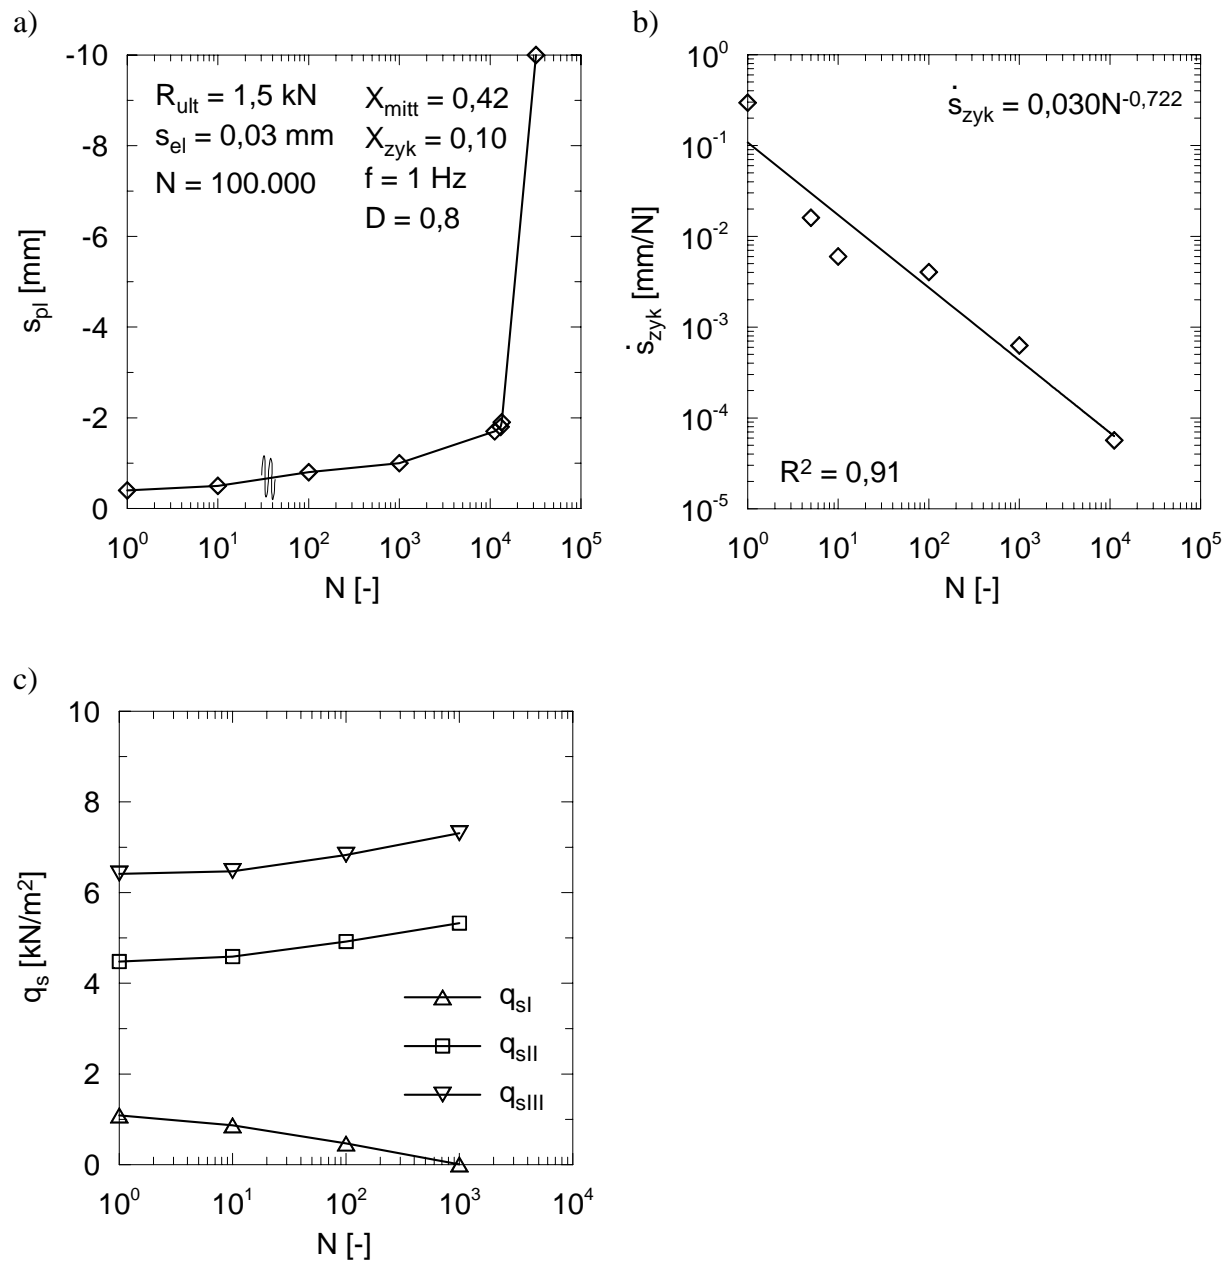 a)
-10
-8
-6
-4
-2
0
s_pl [mm]
R_ult = 1,5 kN
s_el = 0,03 mm
N = 100.000
X_mitt = 0,42
X_zyk = 0,10
f = 1 Hz
D = 0,8
10^0 10^1 10^2 10^3 10^4 10^5
N [-]
b)
10^0
10^-1
10^-2
10^-3
10^-4
10^-5
ṡ_zyk [mm/N]
ṡ_zyk = 0,030N^-0,722
R^2 = 0,91
10^0 10^1 10^2 10^3 10^4 10^5
N [-]
c)
10
8
6
4
2
0
q_s [kN/m^2]
q_sI
q_sII
q_sIII
10^0 10^1 10^2 10^3 10^4
N [-]